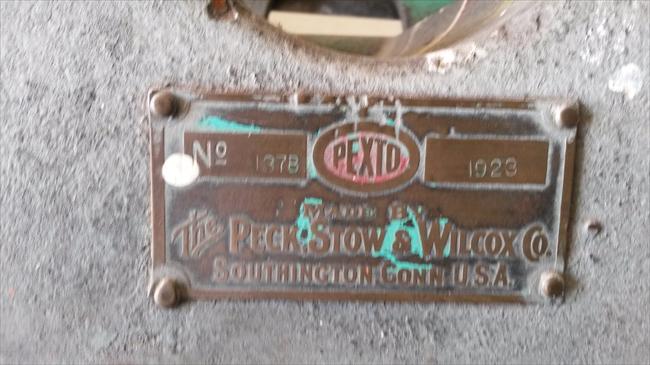 No 137B PEXTO 1923
MADE BY
The PECK, STOW & WILCOX CO.
SOUTHINGTON CONN. U.S.A.